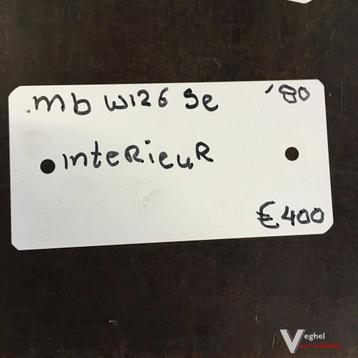 mb W126 Se '80
interieuR
€400
Veghel